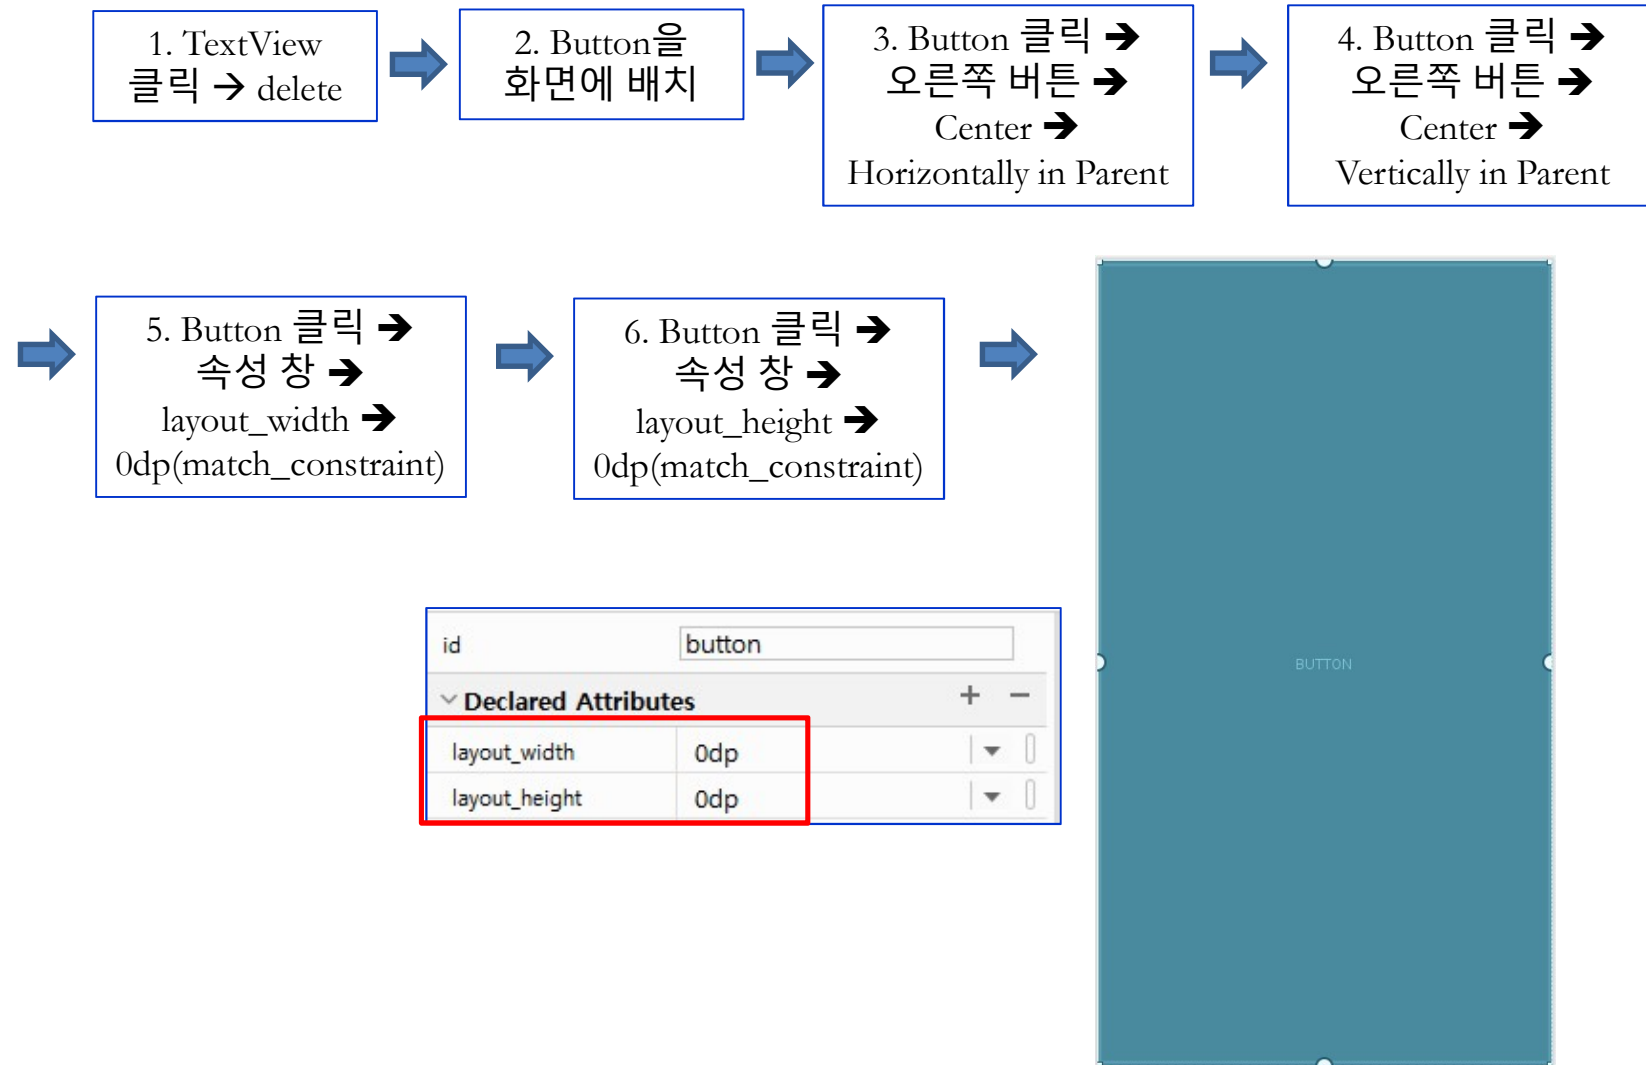 1. TextView
클릭 → delete
2. Button을
화면에 배치
3. Button 클릭 ➔
오른쪽 버튼 ➔
Center ➔
Horizontally in Parent
4. Button 클릭 ➔
오른쪽 버튼 ➔
Center ➔
Vertically in Parent
5. Button 클릭 ➔
속성 창 ➔
layout_width ➔
0dp(match_constraint)
6. Button 클릭 ➔
속성 창 ➔
layout_height ➔
0dp(match_constraint)
id button
Declared Attributes + −
layout_width 0dp
layout_height 0dp
BUTTON